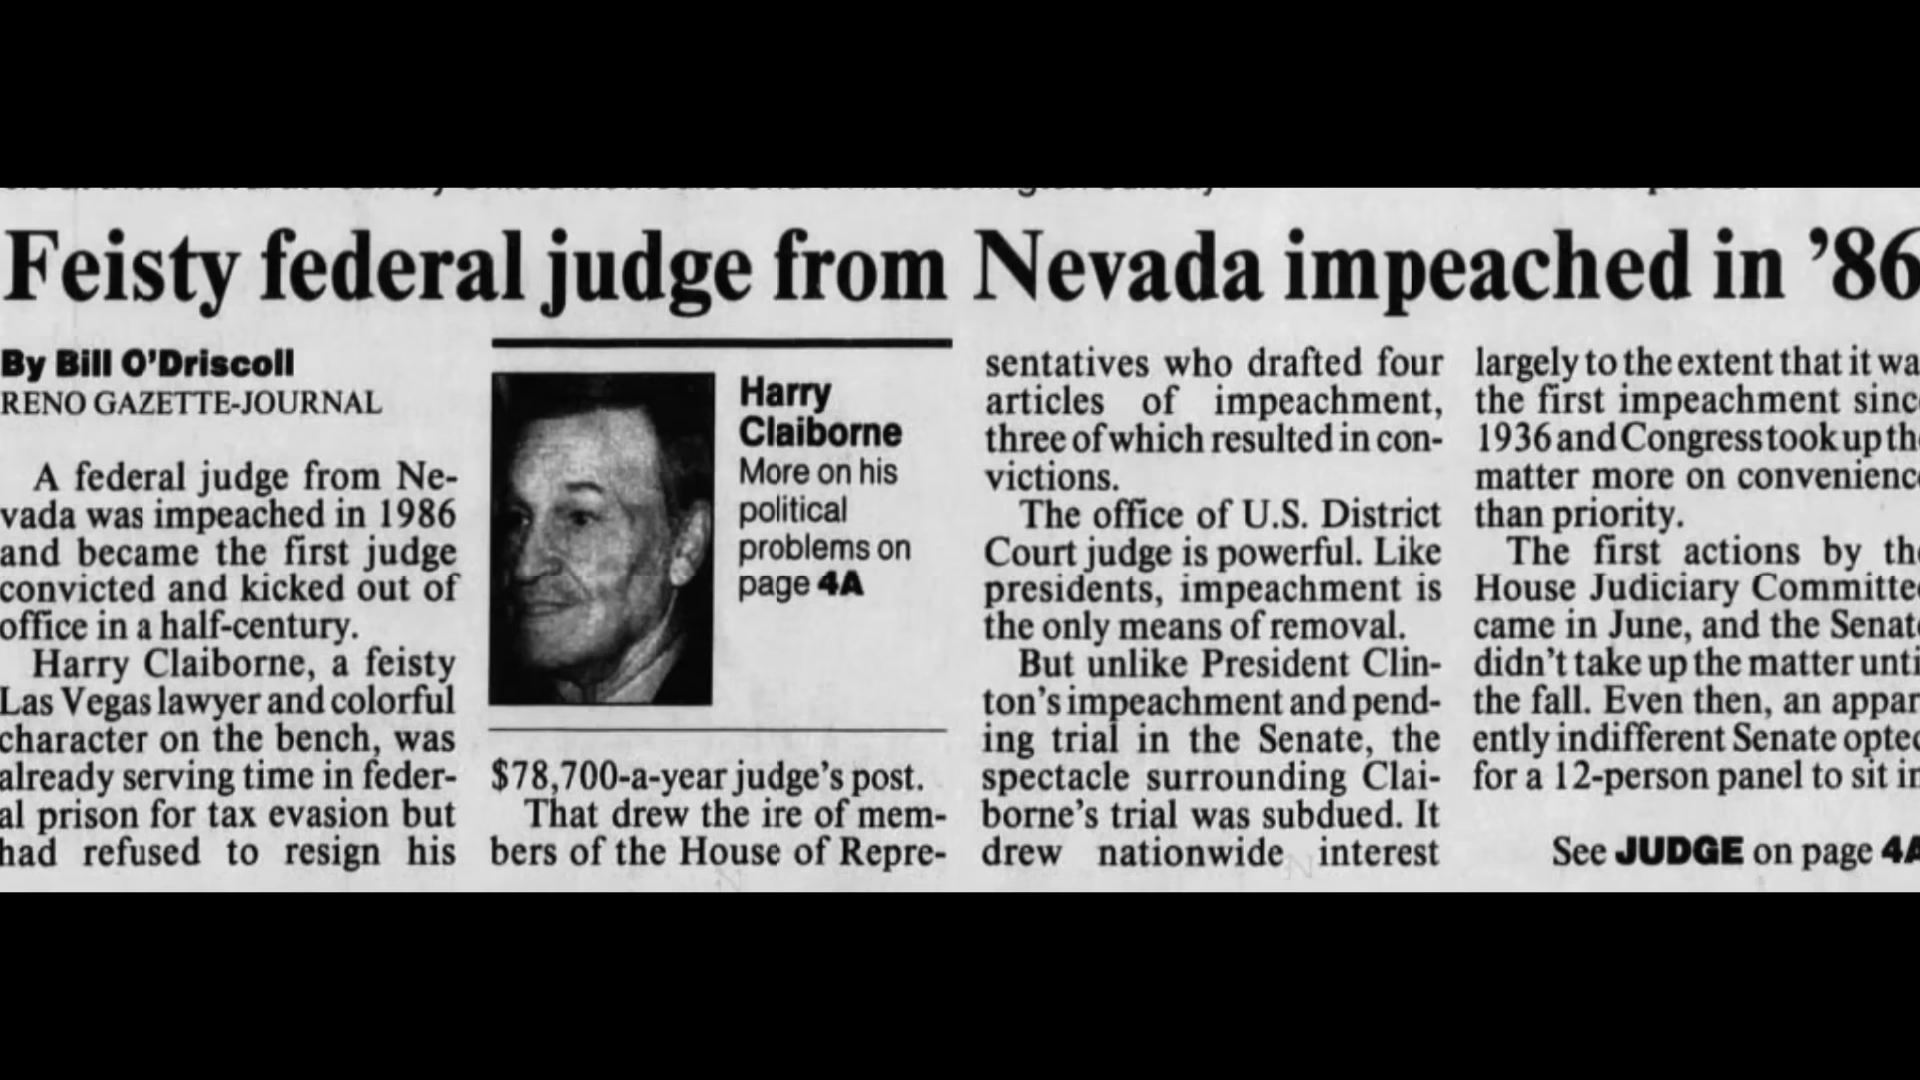 Feisty federal judge from Nevada impeached in '86
By Bill O'Driscoll
RENO GAZETTE-JOURNAL
A federal judge from Ne-
vada was impeached in 1986
and became the first judge
convicted and kicked out of
office in a half-century.
Harry Claiborne, a feisty
Las Vegas lawyer and colorful
character on the bench, was
already serving time in feder-
al prison for tax evasion but
had refused to resign his
Harry
Claiborne
More on his
political
problems on
page 4A
$78,700-a-year judge's post.
That drew the ire of mem-
bers of the House of Repre-
sentatives who drafted four
articles of impeachment,
three of which resulted in con-
victions.
The office of U.S. District
Court judge is powerful. Like
presidents, impeachment is
the only means of removal.
But unlike President Clin-
ton's impeachment and pend-
ing trial in the Senate, the
spectacle surrounding Clai-
borne's trial was subdued. It
drew nationwide interest
largely to the extent that it wa
the first impeachment sinc
1936 and Congress took up th
matter more on convenienc
than priority.
The first actions by th
House Judiciary Committe
came in June, and the Senat
didn't take up the matter unti
the fall. Even then, an appar
ently indifferent Senate opte
for a 12-person panel to sit in
See JUDGE on page 4A